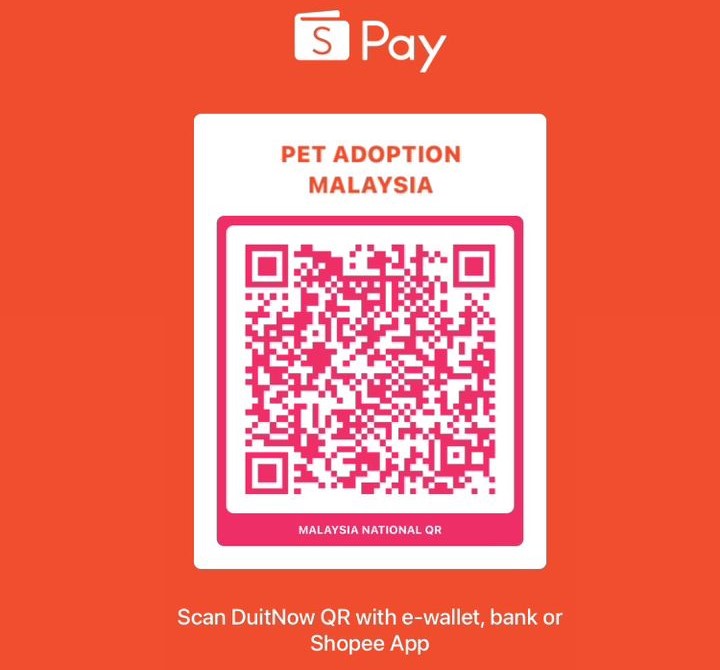 S Pay
PET ADOPTION
MALAYSIA
MALAYSIA NATIONAL QR
Scan DuitNow QR with e-wallet, bank or
Shopee App